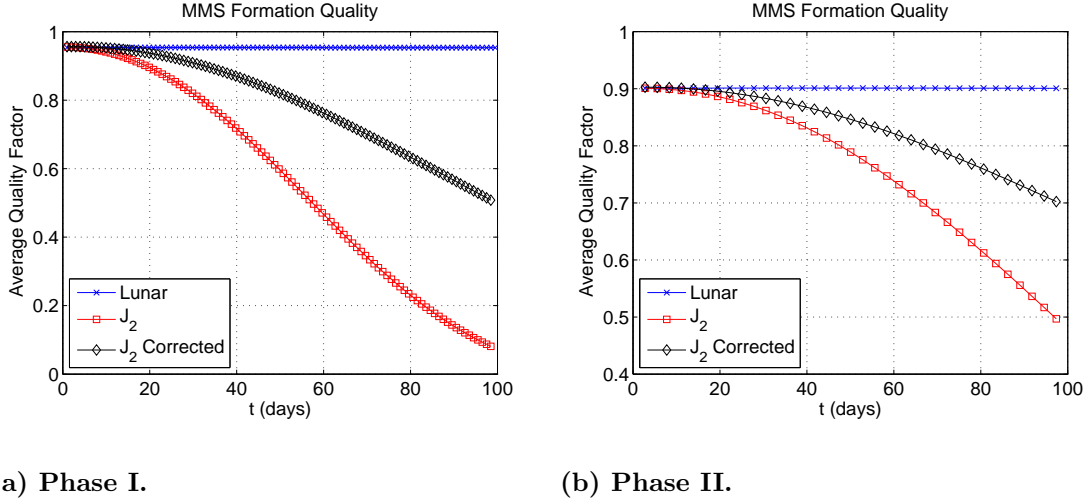 MMS Formation Quality
1
0.8
0.6
0.4
0.2
0
Average Quality Factor
Lunar
J2
J2 Corrected
0 20 40 60 80 100
t (days)
a) Phase I.
MMS Formation Quality
1
0.9
0.8
0.7
0.6
0.5
0.4
Average Quality Factor
Lunar
J2
J2 Corrected
0 20 40 60 80 100
t (days)
(b) Phase II.